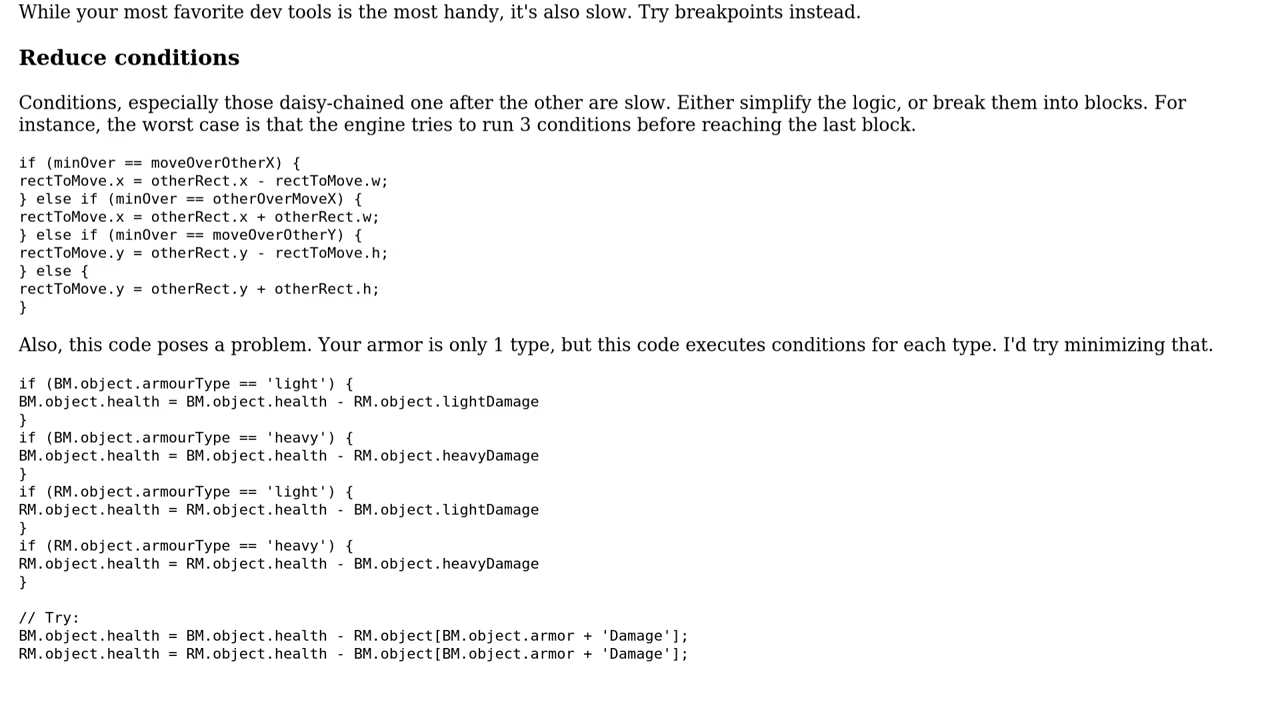 While your most favorite dev tools is the most handy, it's also slow. Try breakpoints instead.
Reduce conditions
Conditions, especially those daisy-chained one after the other are slow. Either simplify the logic, or break them into blocks. For
instance, the worst case is that the engine tries to run 3 conditions before reaching the last block.
if (minOver == moveOverOtherX) {
rectToMove.x = otherRect.x - rectToMove.w;
} else if (minOver == otherOverMoveX) {
rectToMove.x = otherRect.x + otherRect.w;
} else if (minOver == moveOverOtherY) {
rectToMove.y = otherRect.y - rectToMove.h;
} else {
rectToMove.y = otherRect.y + otherRect.h;
}
Also, this code poses a problem. Your armor is only 1 type, but this code executes conditions for each type. I'd try minimizing that.
if (BM.object.armourType == 'light') {
BM.object.health = BM.object.health - RM.object.lightDamage
}
if (BM.object.armourType == 'heavy') {
BM.object.health = BM.object.health - RM.object.heavyDamage
}
if (RM.object.armourType == 'light') {
RM.object.health = RM.object.health - BM.object.lightDamage
}
if (RM.object.armourType == 'heavy') {
RM.object.health = RM.object.health - BM.object.heavyDamage
}
// Try:
BM.object.health = BM.object.health - RM.object[BM.object.armor + 'Damage'];
RM.object.health = RM.object.health - BM.object[BM.object.armor + 'Damage'];